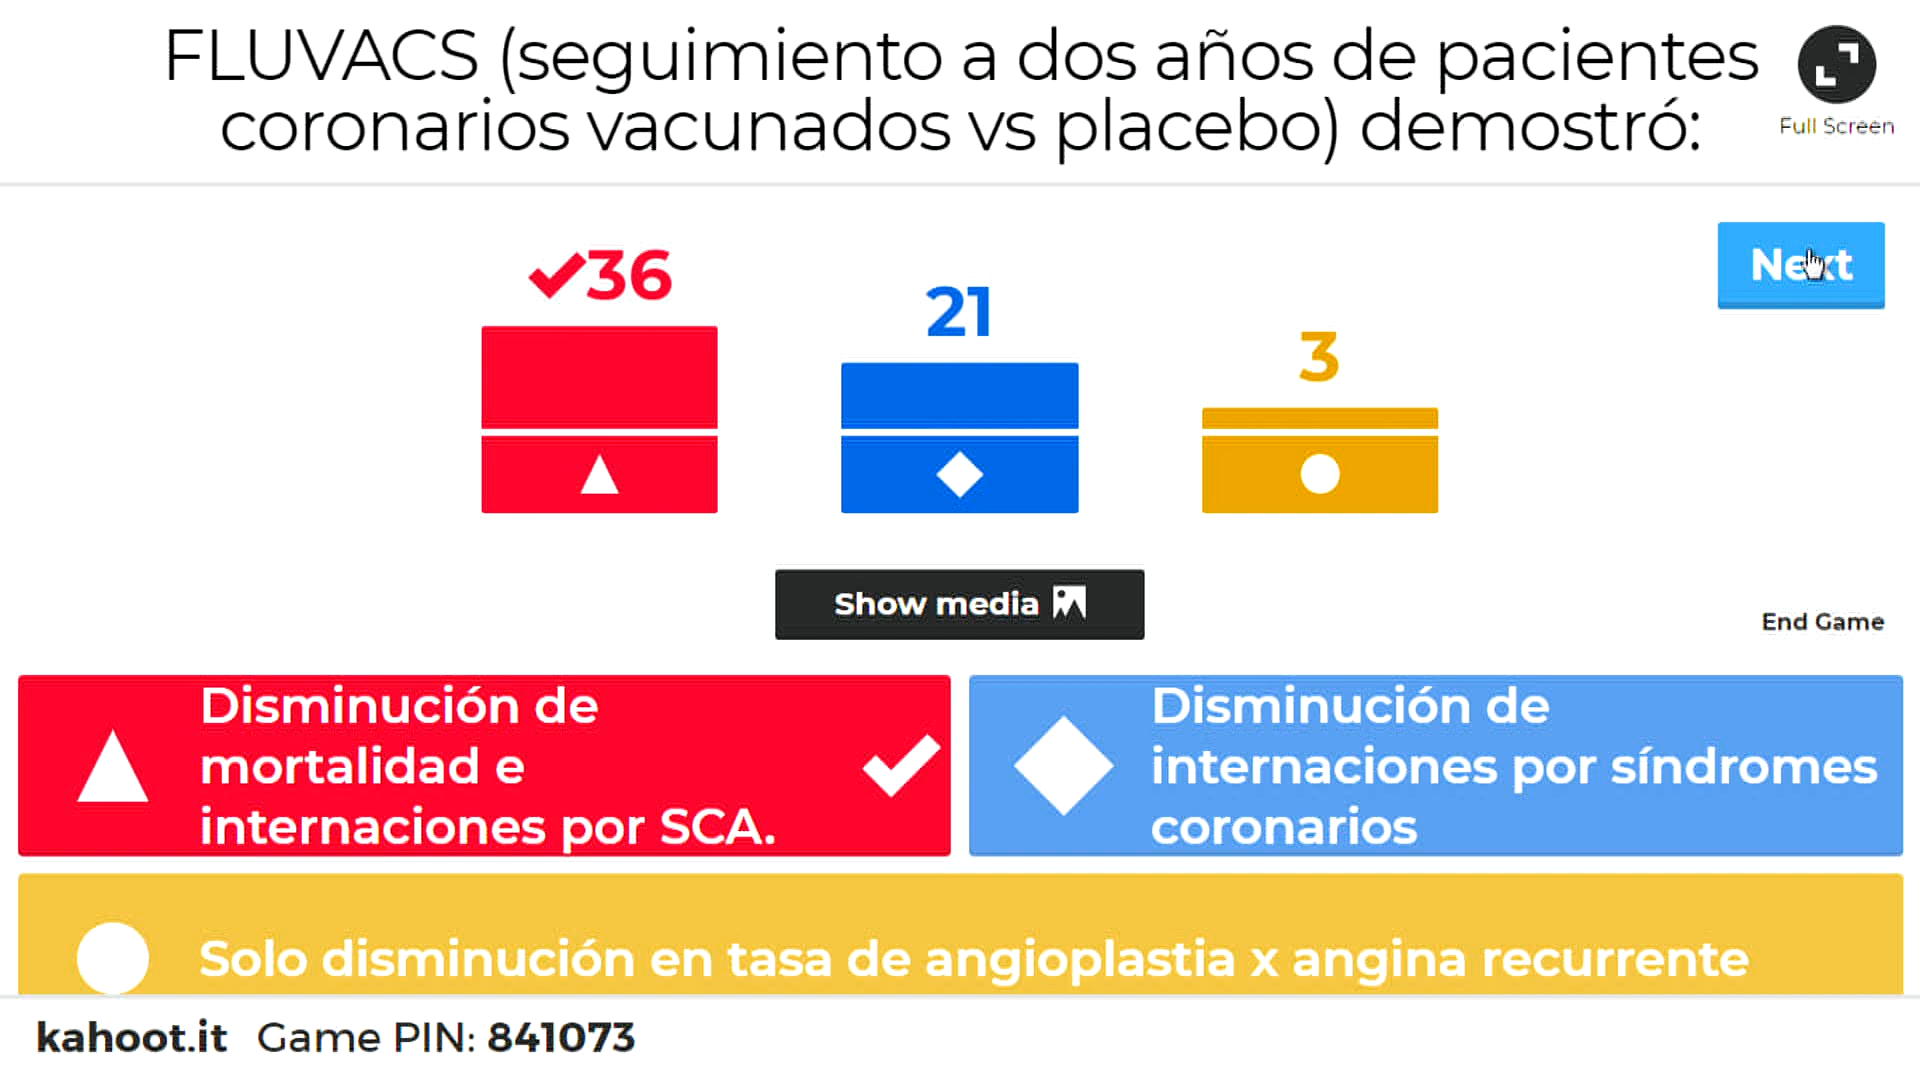 FLUVACS (seguimiento a dos años de pacientes
coronarios vacunados vs placebo) demostró:
Full Screen
Next
36
21
3
Show media
End Game
Disminución de
mortalidad e
internaciones por SCA.
Disminución de
internaciones por síndromes
coronarios
Solo disminución en tasa de angioplastia x angina recurrente
kahoot.it Game PIN: 841073